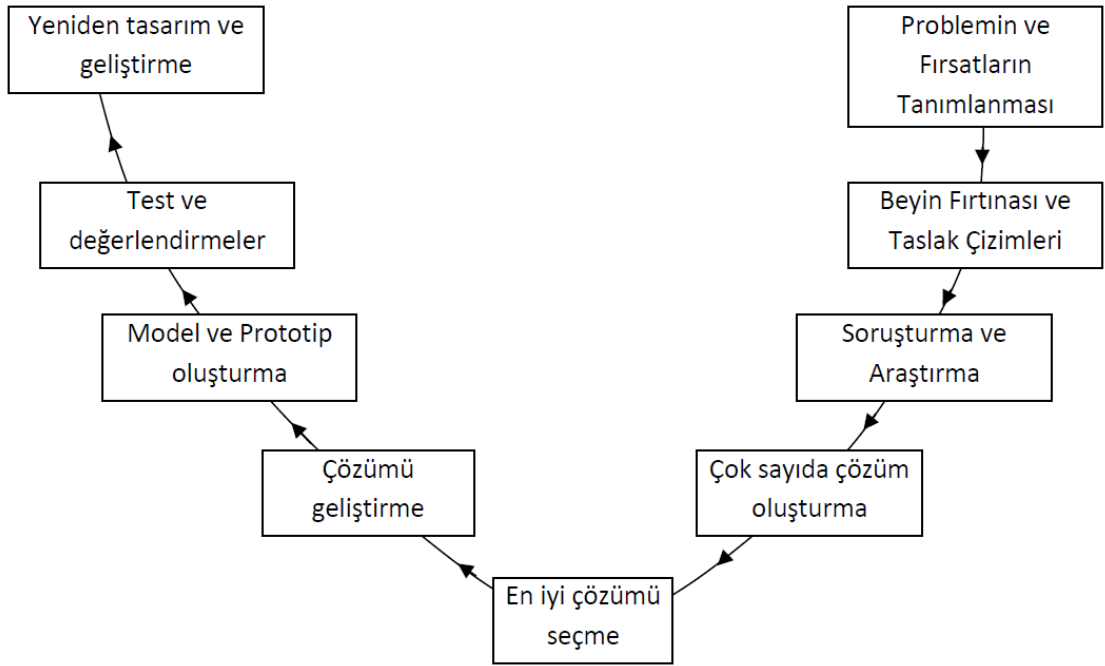 Problemin ve
Fırsatların
Tanımlanması
Beyin Fırtınası ve
Taslak Çizimleri
Soruşturma ve
Araştırma
Çok sayıda çözüm
oluşturma
En iyi çözümü
seçme
Çözümü
geliştirme
Model ve Prototip
oluşturma
Test ve
değerlendirmeler
Yeniden tasarım ve
geliştirme